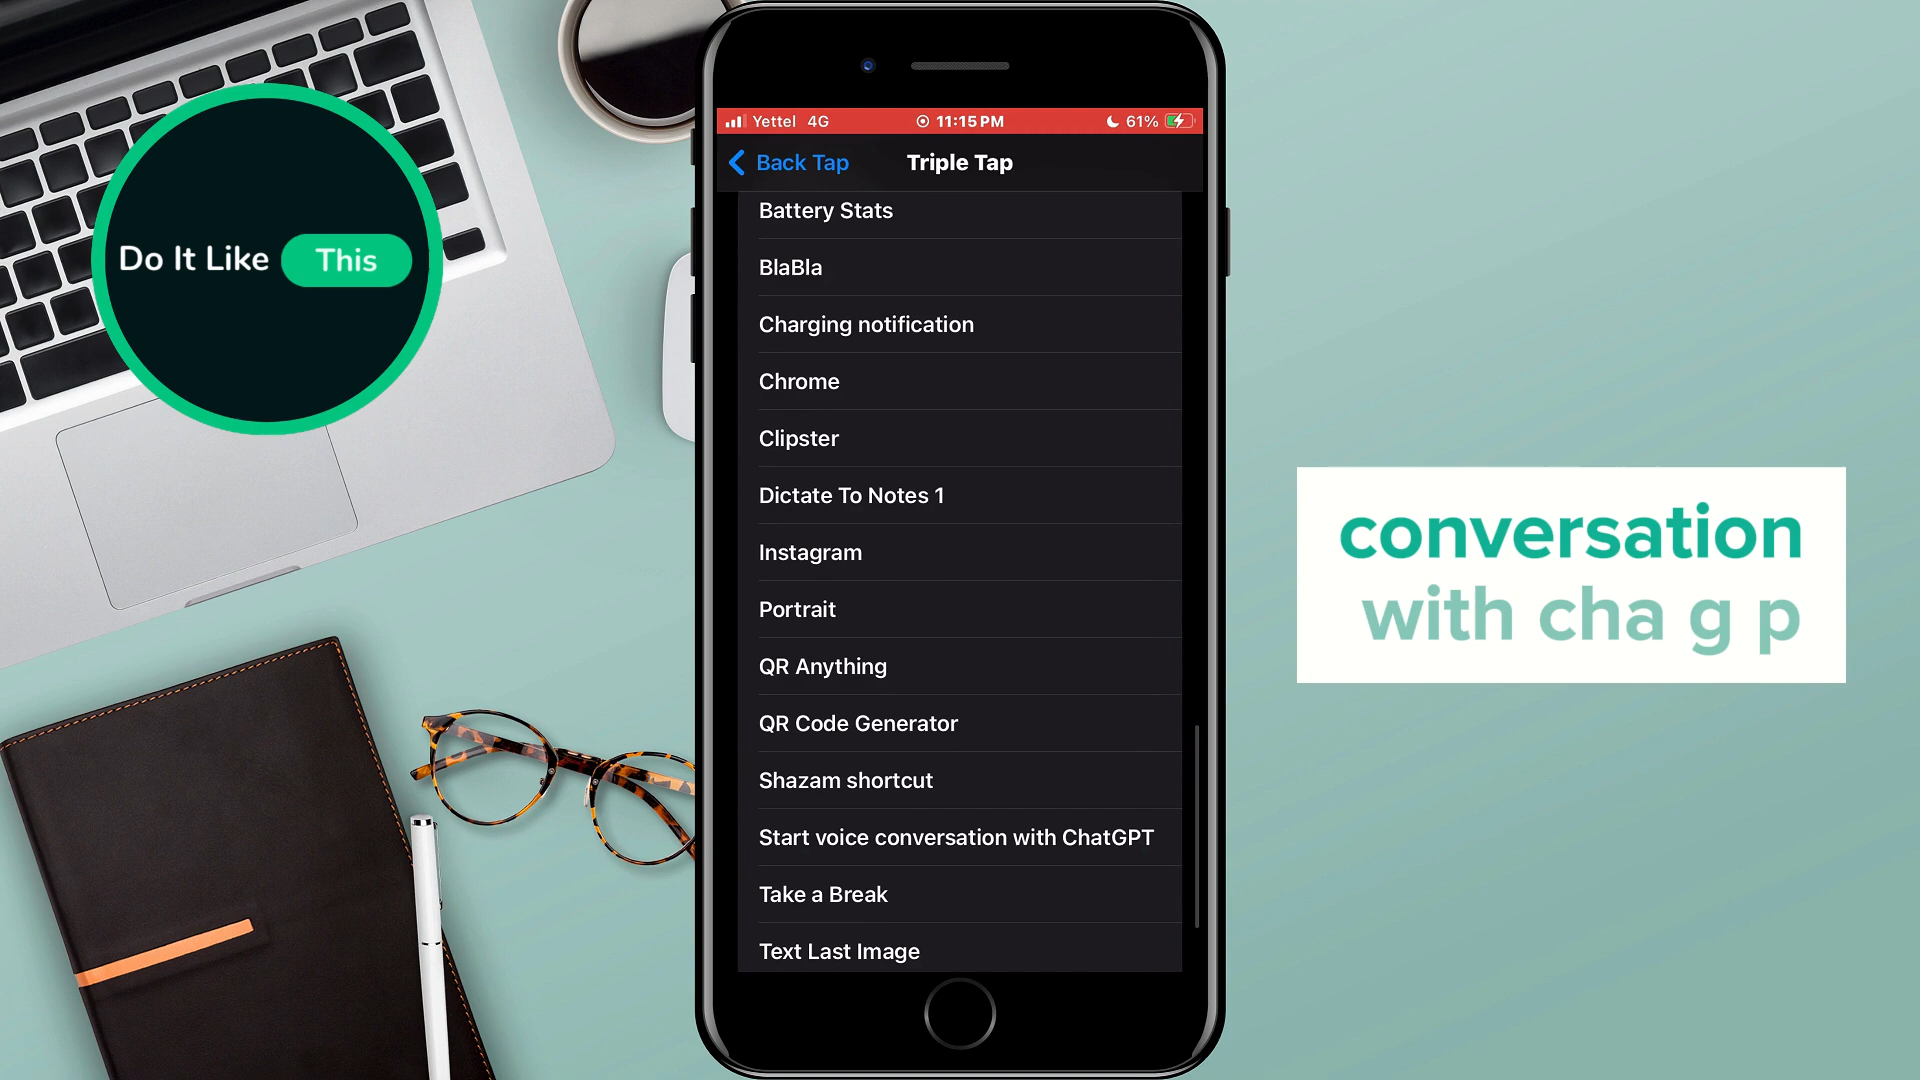 Do It Like This
Yettel 4G 11:15 PM 61%
Back Tap Triple Tap
Battery Stats
BlaBla
Charging notification
Chrome
Clipster
Dictate To Notes 1
Instagram
Portrait
QR Anything
QR Code Generator
Shazam shortcut
Start voice conversation with ChatGPT
Take a Break
Text Last Image
conversation
with cha g p